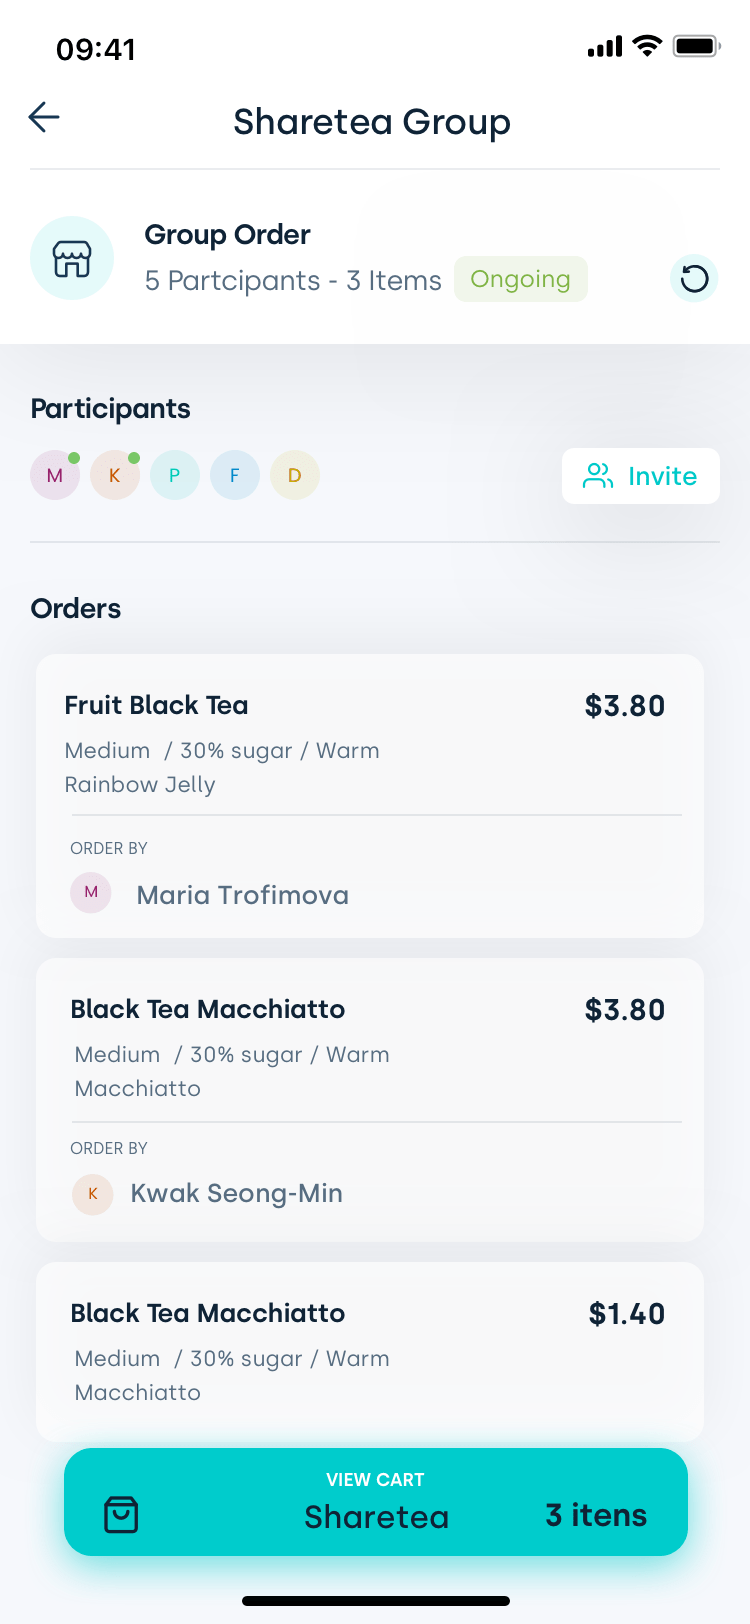 09:41
Sharetea Group
Group Order
5 Partcipants - 3 Items
Ongoing
Participants
M K P F D
Invite
Orders
Fruit Black Tea $3.80
Medium / 30% sugar / Warm
Rainbow Jelly
ORDER BY
M Maria Trofimova
Black Tea Macchiatto $3.80
Medium / 30% sugar / Warm
Macchiatto
ORDER BY
K Kwak Seong-Min
Black Tea Macchiatto $1.40
Medium / 30% sugar / Warm
Macchiatto
VIEW CART
Sharetea 3 itens